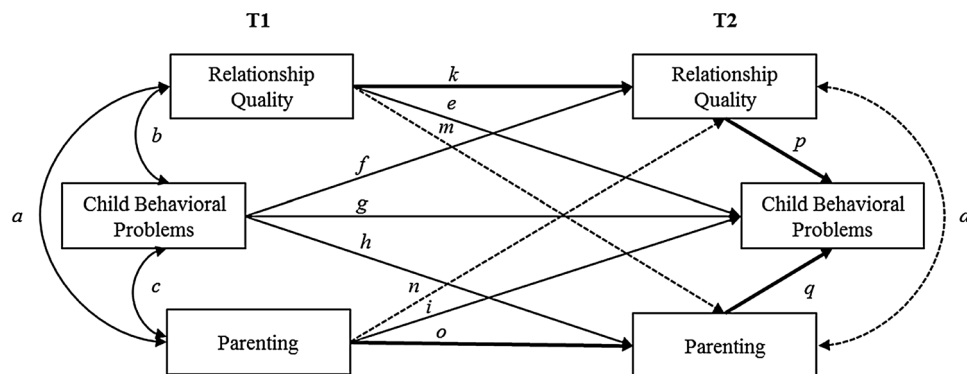 T1
T2
Relationship
Quality
k
Relationship
Quality
e
m
b
p
f
a
Child Behavioral
Problems
g
Child Behavioral
Problems
d
h
c
n
q
i
Parenting
o
Parenting